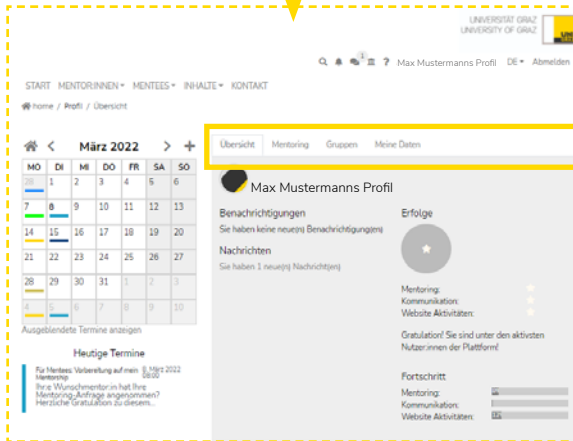 UNIVERSITÄT GRAZ
UNIVERSITY OF GRAZ
1
? Max Mustermanns Profil DE Abmelden
START MENTOR:INNEN MENTEES INHALTE KONTAKT
home / Profil / Übersicht
März 2022
MO DI MI DO FR SA SO
28 1 2 3 4 5 6
7 8 9 10 11 12 13
14 15 16 17 18 19 20
21 22 23 24 25 26 27
28 29 30 31 1 2 3
4 5 6 7 8 9 10
Ausgeblendete Termine anzeigen
Heutige Termine
Für Mentees: Vorbereitung auf mein Mentorship
8. März 2022
08:00
Ihr:e Wunschmentor:in hat Ihre
Mentoring-Anfrage angenommen?
Herzliche Gratulation zu diesem...
Übersicht Mentoring Gruppen Meine Daten
Max Mustermanns Profil
Benachrichtigungen
Sie haben keine neue(n) Benachrichtigung(en)
Nachrichten
Sie haben 1 neue(n) Nachricht(en)
Erfolge
Mentoring:
Kommunikation:
Website Aktivitäten:
Gratulation! Sie sind unter den aktivsten
Nutzer:innen der Plattform!
Fortschritt
Mentoring:
Kommunikation:
Website Aktivitäten: